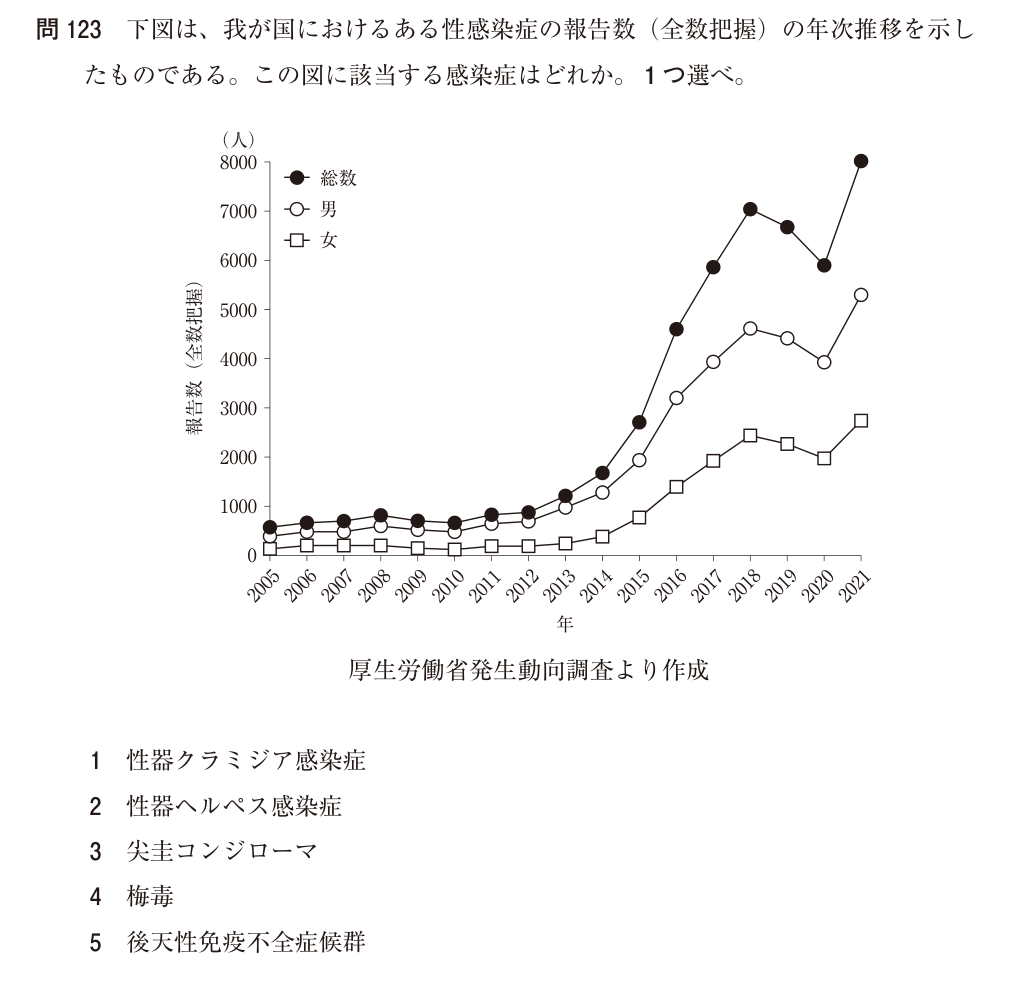 問 123 下図は、我が国におけるある性感染症の報告数（全数把握）の年次推移を示し
たものである。この図に該当する感染症はどれか。1つ選べ。
（人）
8000
7000
6000
5000
4000
3000
2000
1000
0
総数
男
女
報告数（全数把握）
2005
2006
2007
2008
2009
2010
2011
2012
2013
2014
2015
2016
2017
2018
2019
2020
2021
年
厚生労働省発生動向調査より作成
1 性器クラミジア感染症
2 性器ヘルペス感染症
3 尖圭コンジローマ
4 梅毒
5 後天性免疫不全症候群